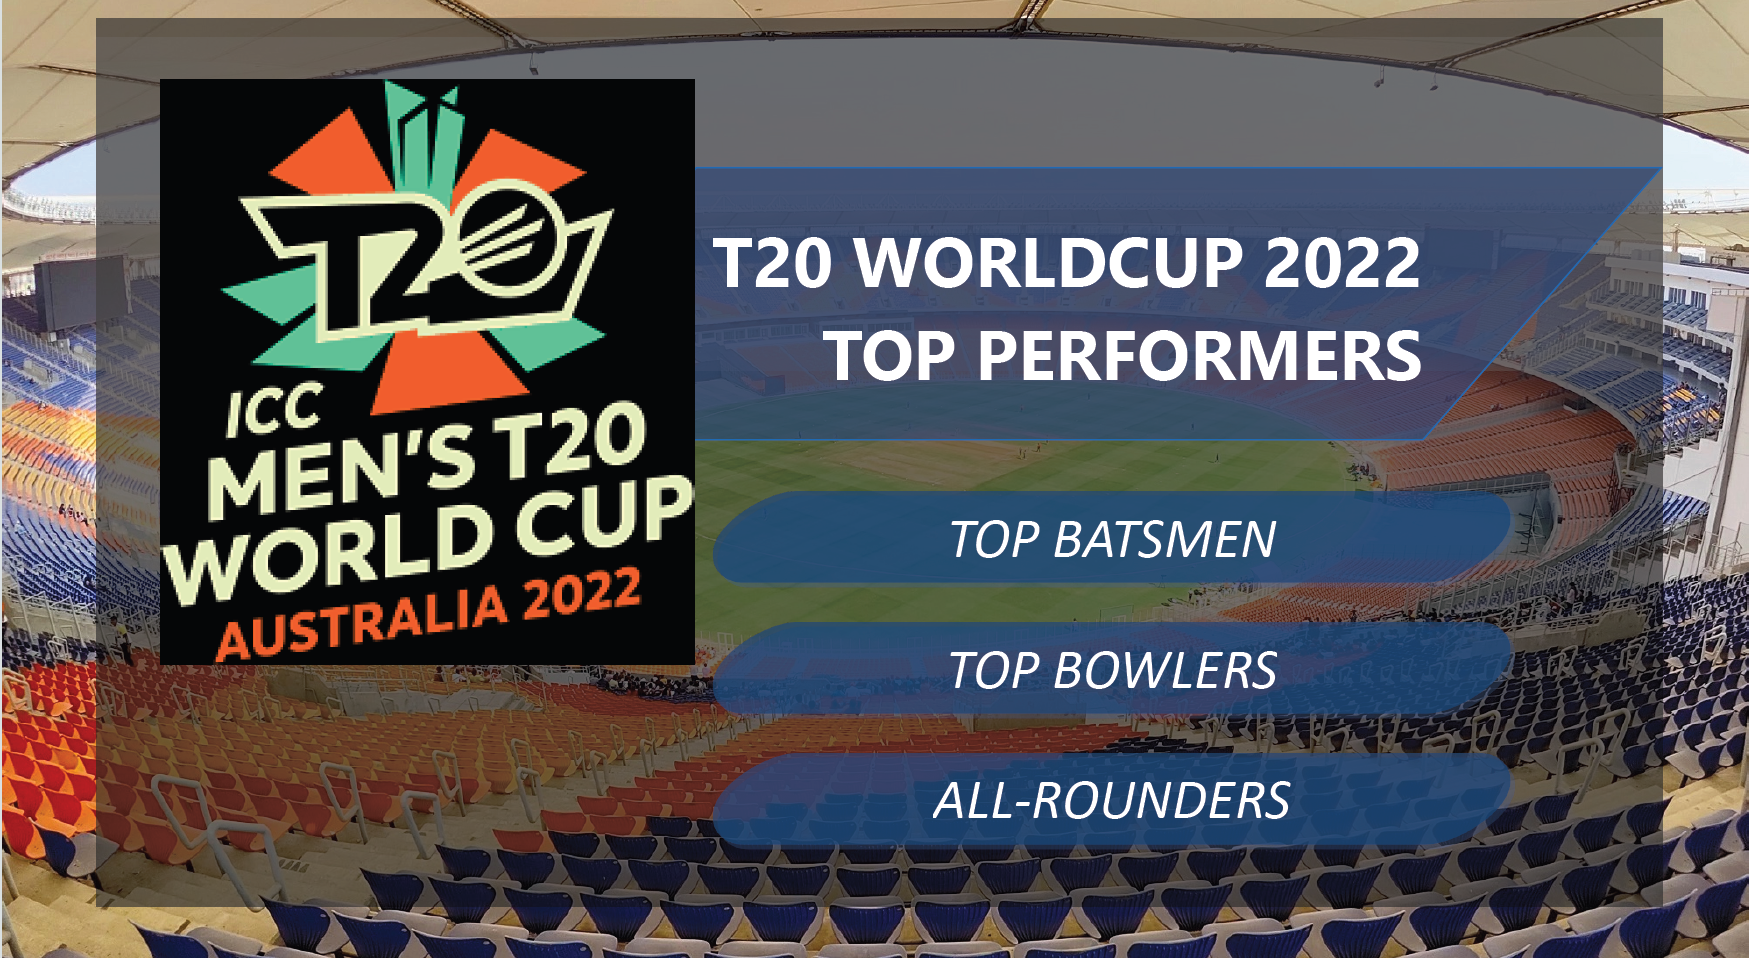 T20
ICC
MEN'S T20
WORLD CUP
AUSTRALIA 2022
T20 WORLDCUP 2022
TOP PERFORMERS
TOP BATSMEN
TOP BOWLERS
ALL-ROUNDERS